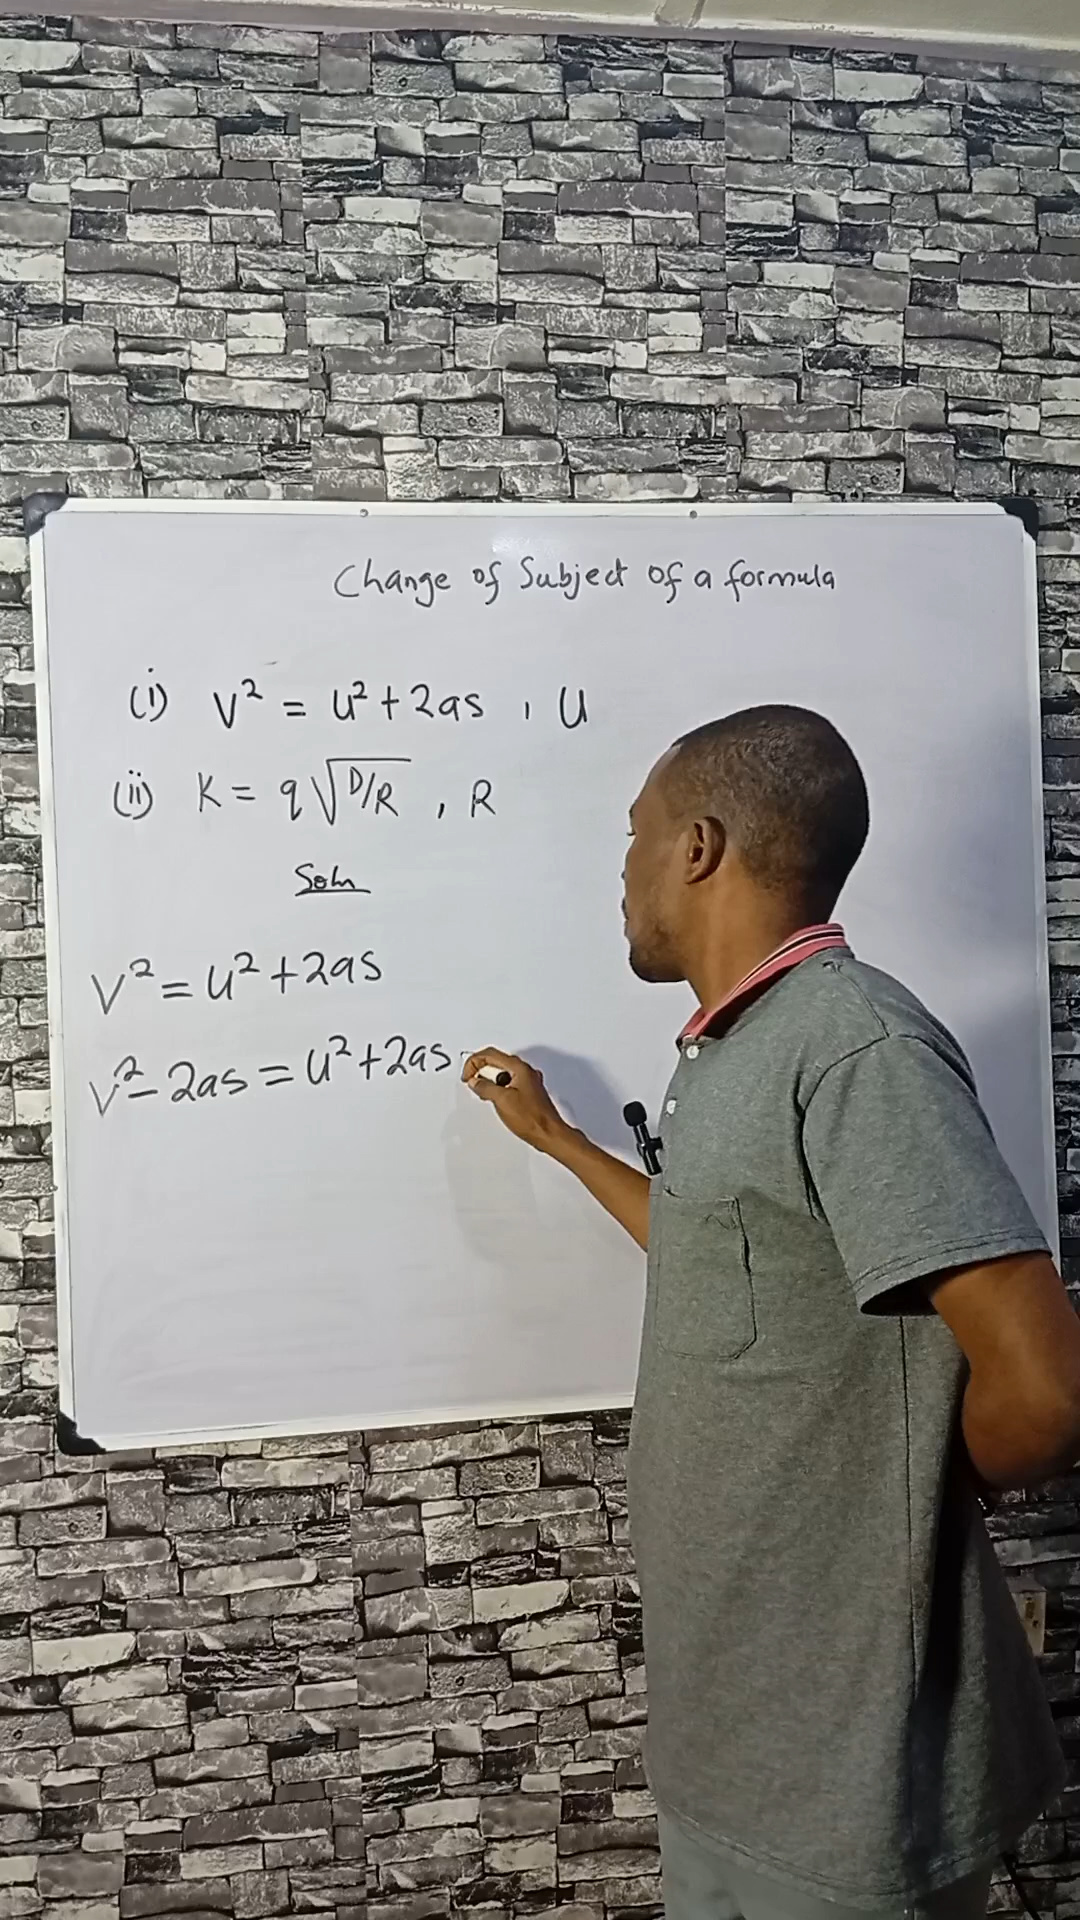 Change of Subject of a formula
(i) V² = U² + 2as , U
(ii) K = q√D/R , R
Soln
V² = U² + 2as
V² - 2as = U² + 2as -